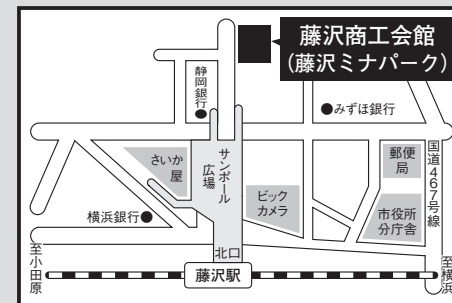 藤沢商工会館
(藤沢ミナパーク)
静岡銀行
みずほ銀行
さいか
屋
サンパール
広場
郵便
局
国道467号線
ビック
カメラ
市役所
分庁舎
横浜銀行
北口
至小田原
藤沢駅
至横浜